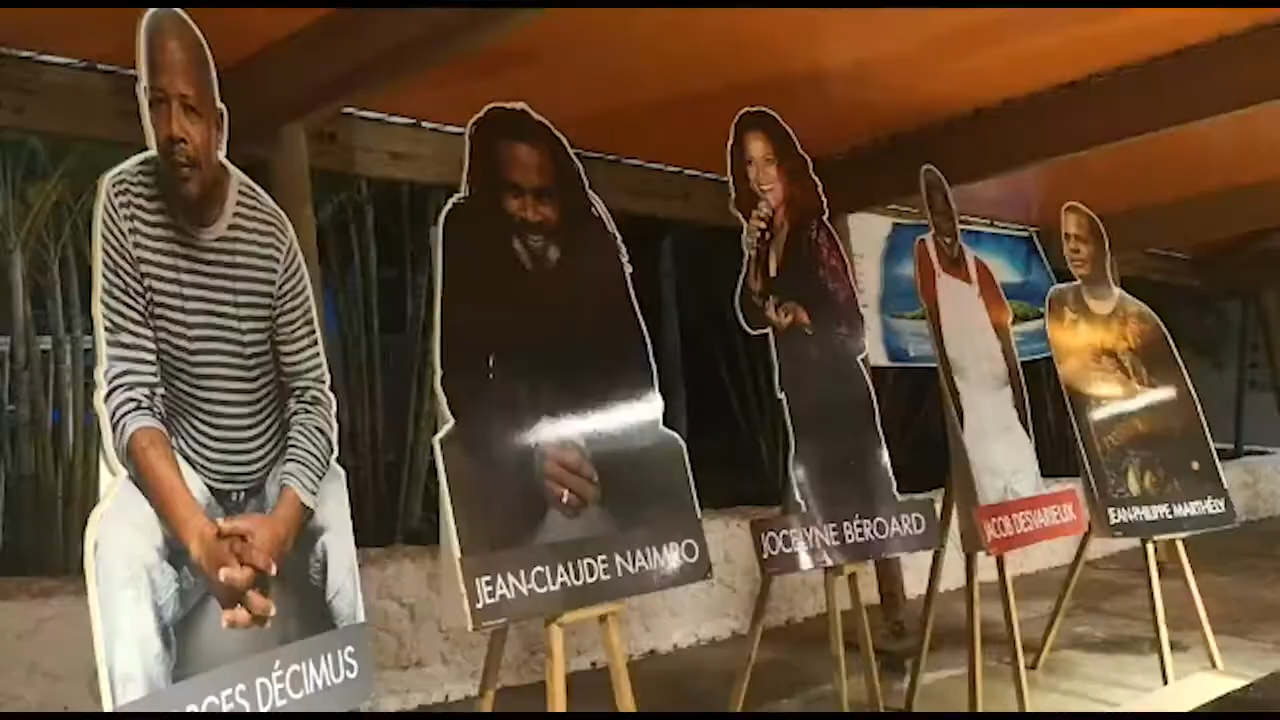 DÉCIMUS
JEAN-CLAUDE NAIMRO
JOCELYNE BÉROARD
JACOB DESVARIEUX
JEAN-PHILIPPE MARTHÉLY